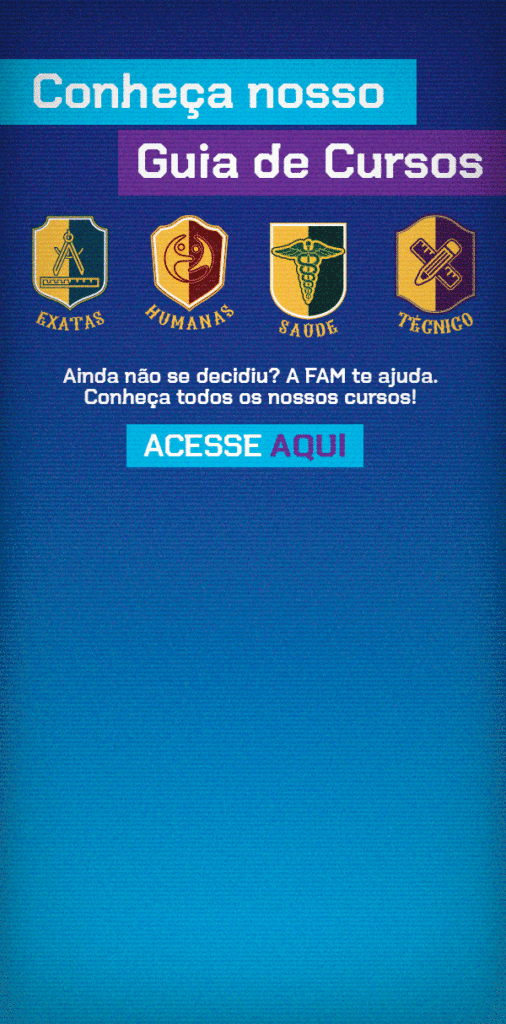 Conheça nosso
Guia de Cursos
EXATAS
HUMANAS
SAÚDE
TÉCNICO
Ainda não se decidiu? A FAM te ajuda.
Conheça todos os nossos cursos!
ACESSE AQUI